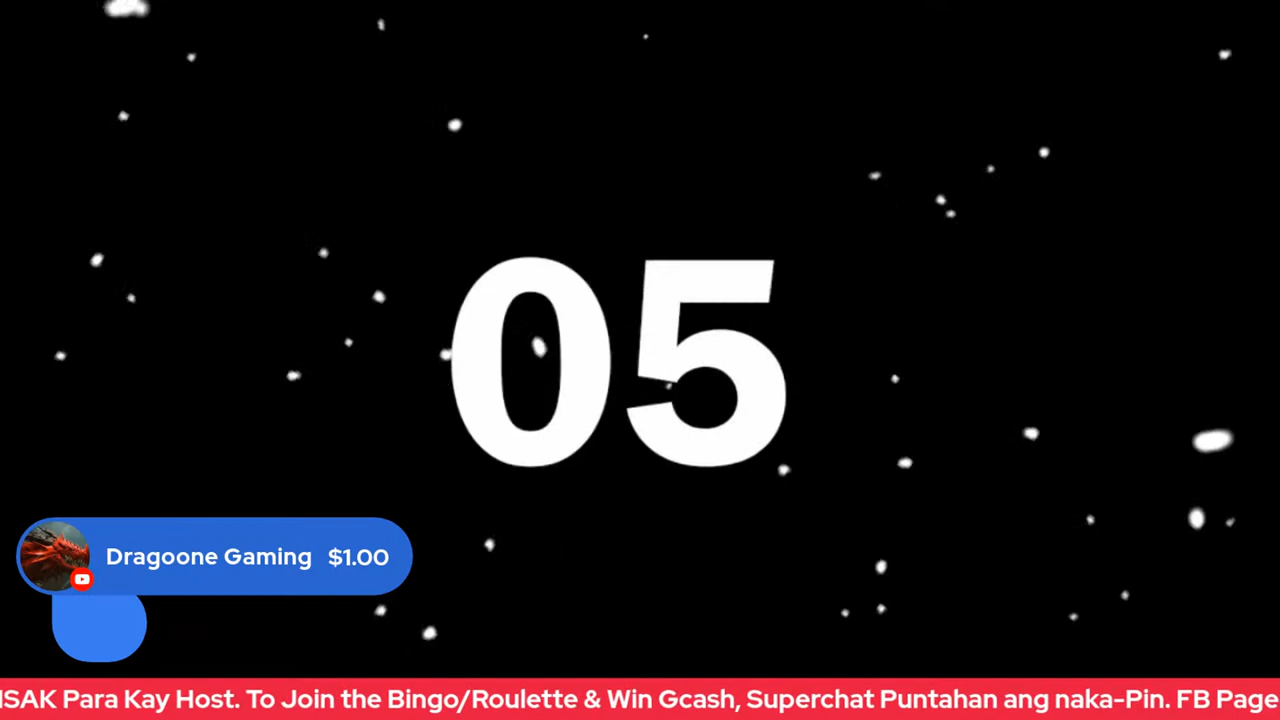 05
Dragoone Gaming $1.00
ISAK Para Kay Host. To Join the Bingo/Roulette & Win Gcash, Superchat Puntahan ang naka-Pin. FB Page